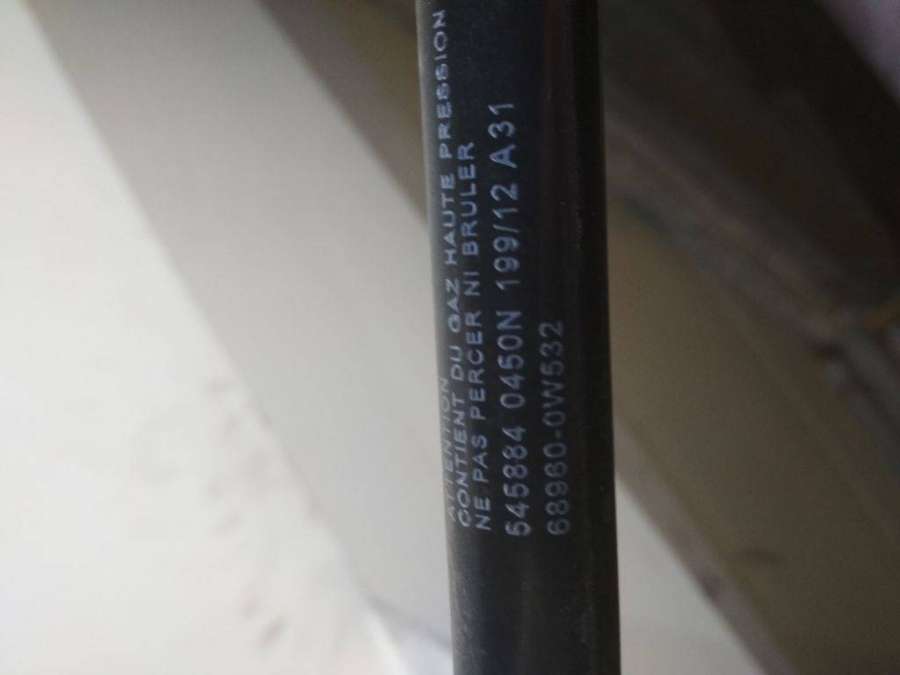 ATTENTION
CONTIENT DU GAZ HAUTE PRESSION
NE PAS PERCER NI BRULER
545884 0450N 199/12 A31
68960-0W532